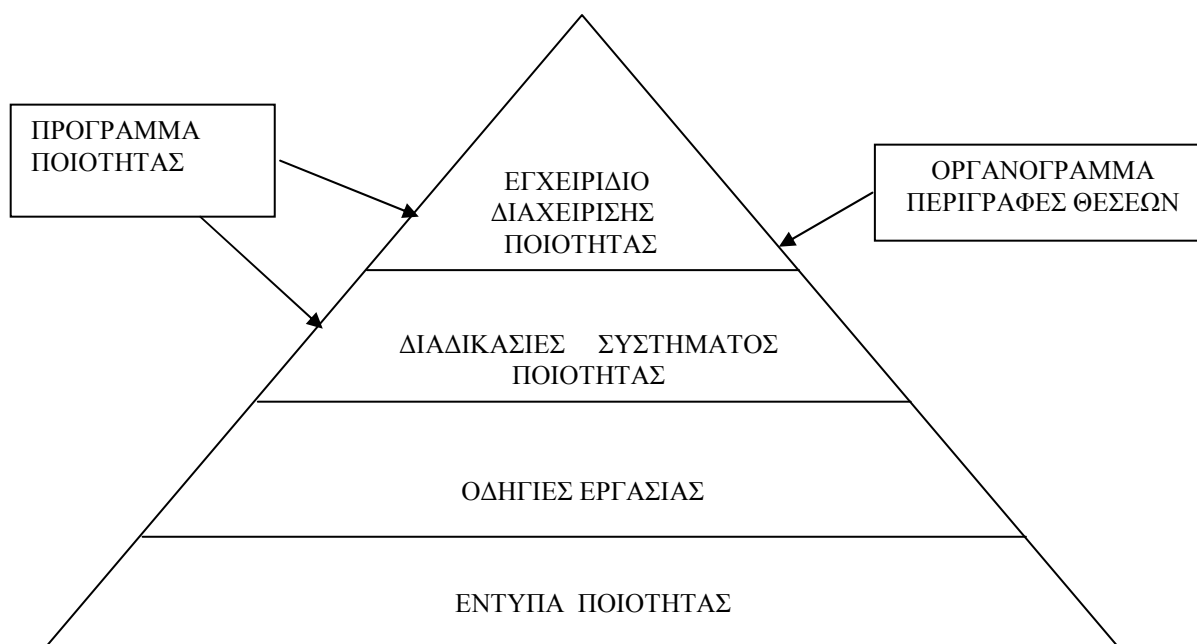 ΠΡΟΓΡΑΜΜΑ
ΠΟΙΟΤΗΤΑΣ
ΟΡΓΑΝΟΓΡΑΜΜΑ
ΠΕΡΙΓΡΑΦΕΣ ΘΕΣΕΩΝ
ΕΓΧΕΙΡΙΔΙΟ
ΔΙΑΧΕΙΡΙΣΗΣ
ΠΟΙΟΤΗΤΑΣ
ΔΙΑΔΙΚΑΣΙΕΣ ΣΥΣΤΗΜΑΤΟΣ
ΠΟΙΟΤΗΤΑΣ
ΟΔΗΓΙΕΣ ΕΡΓΑΣΙΑΣ
ΕΝΤΥΠΑ ΠΟΙΟΤΗΤΑΣ